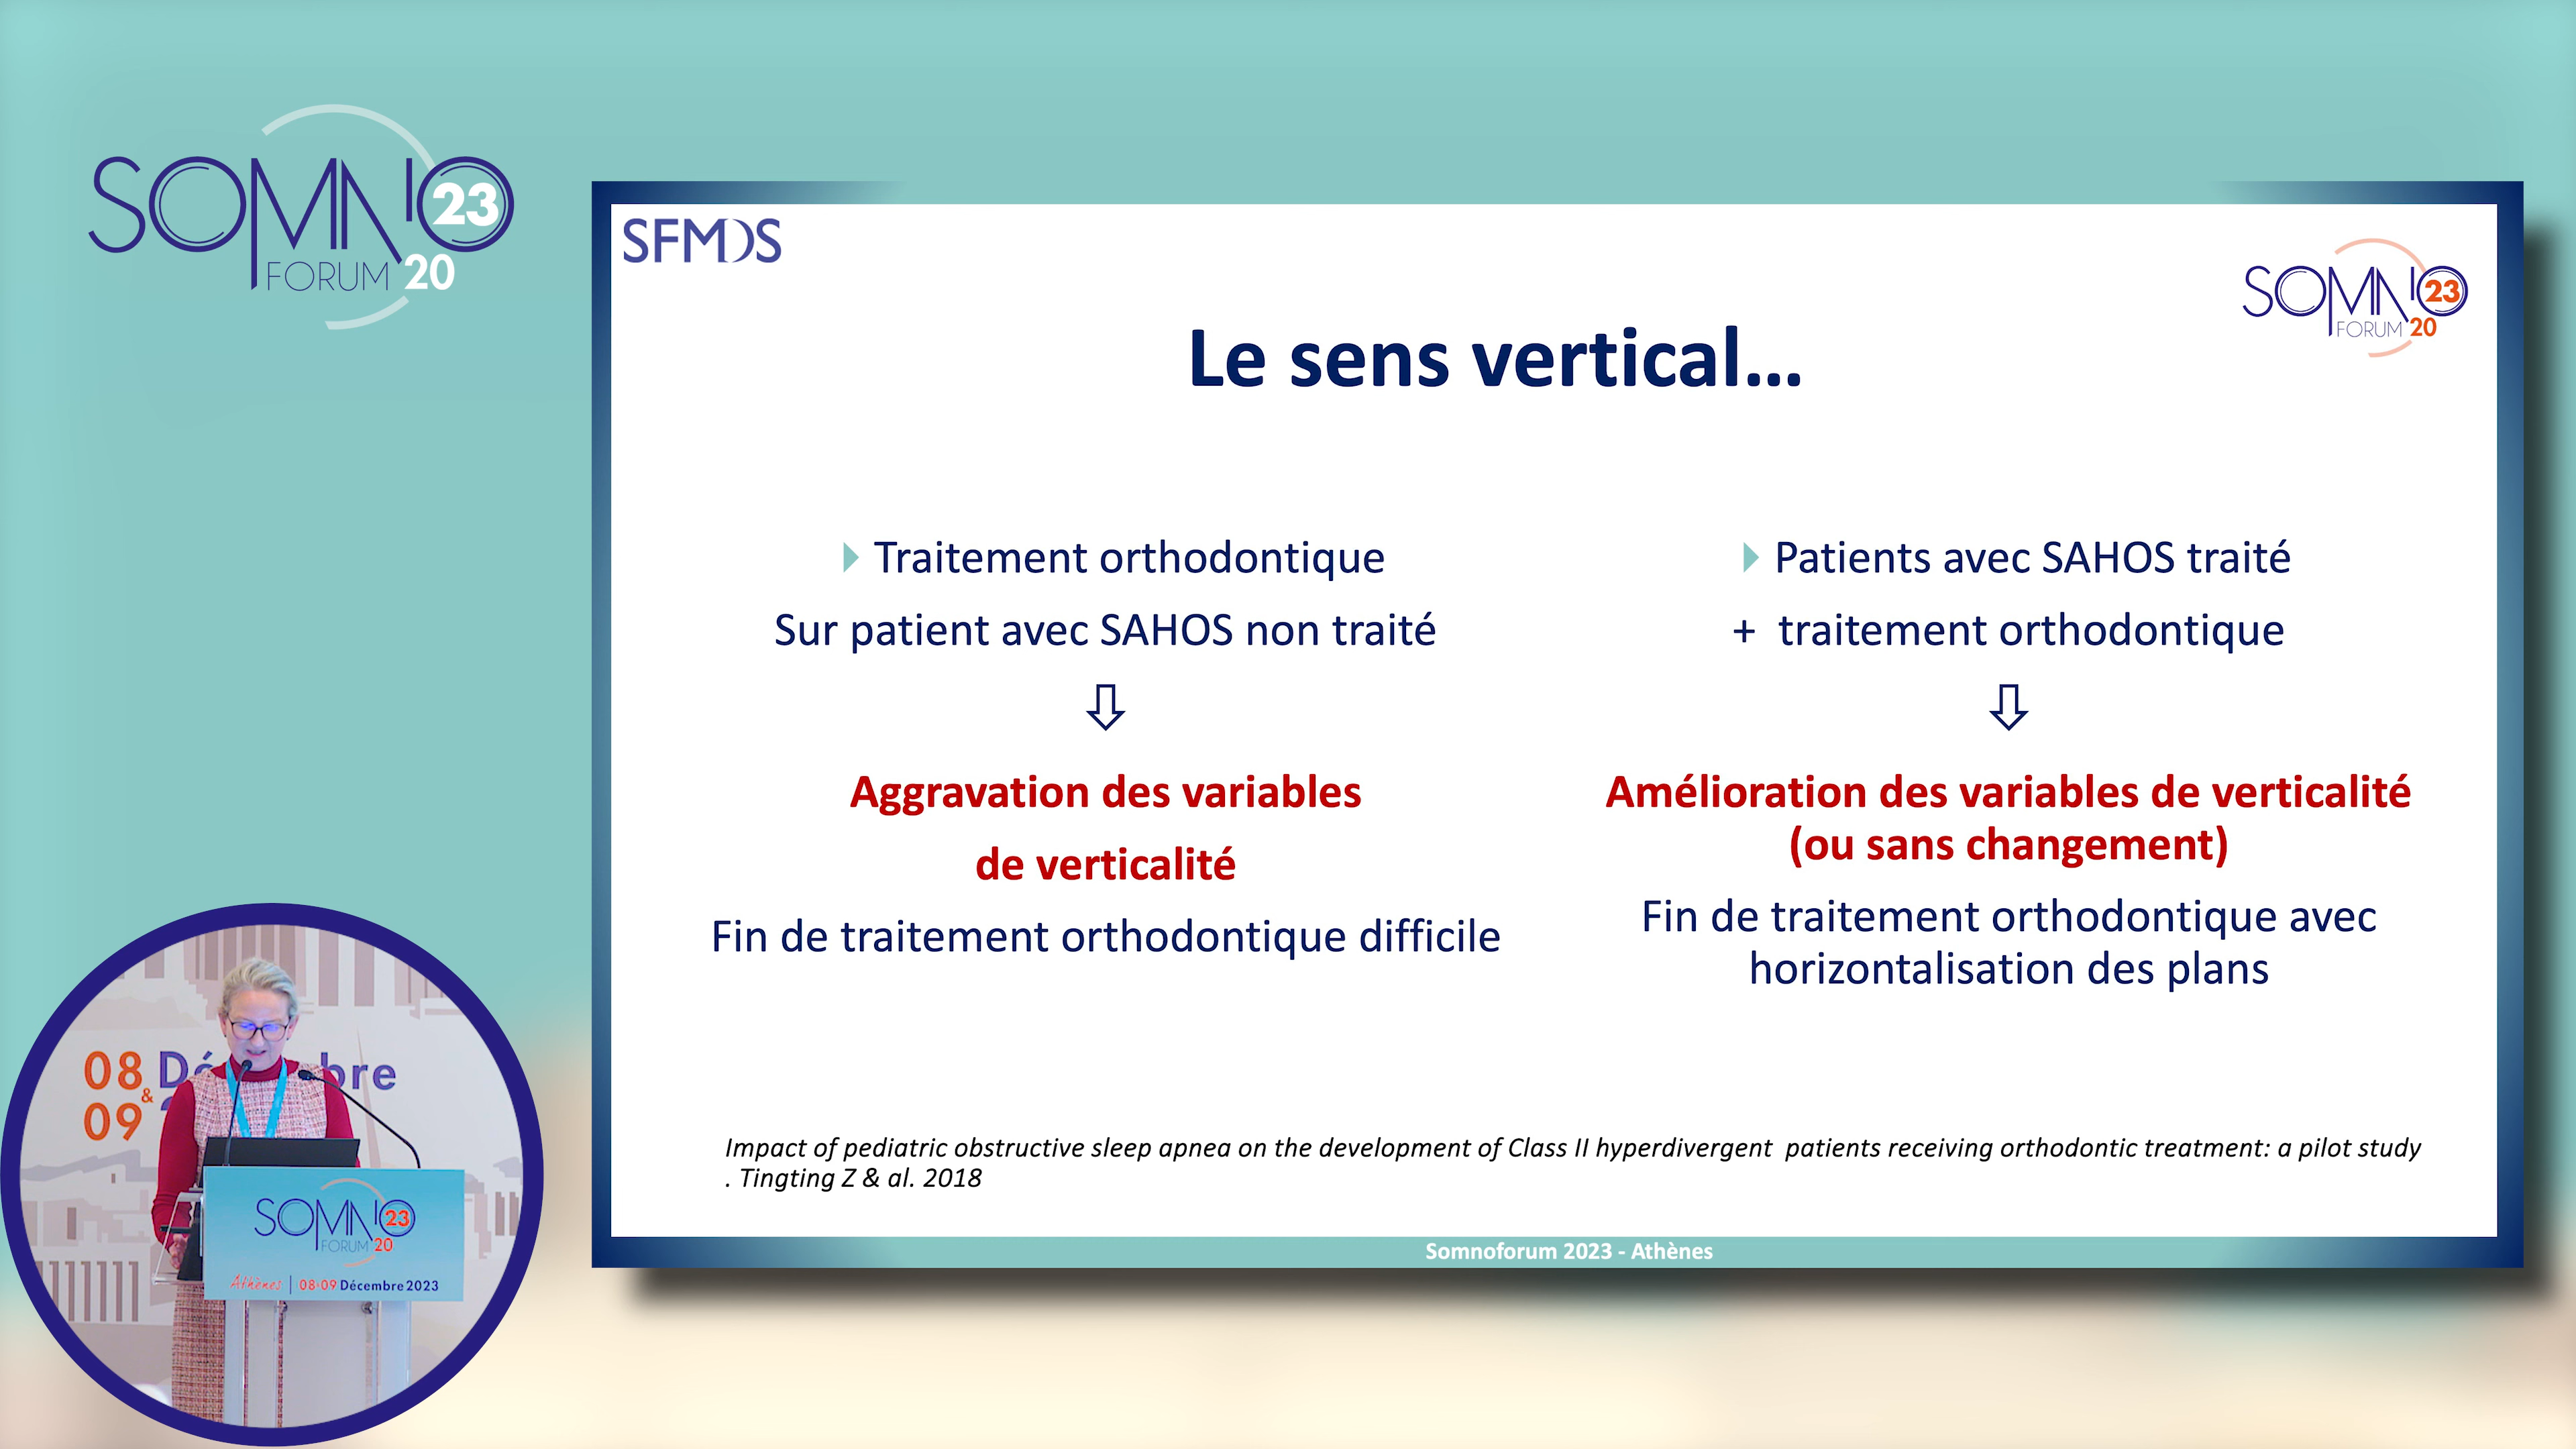 SOMNO 23
FORUM 20
SFMDS
SOMNO 23
FORUM 20
Le sens vertical...
Traitement orthodontique
Sur patient avec SAHOS non traité
Aggravation des variables
de verticalité
Fin de traitement orthodontique difficile
Patients avec SAHOS traité
+ traitement orthodontique
Amélioration des variables de verticalité
(ou sans changement)
Fin de traitement orthodontique avec
horizontalisation des plans
Impact of pediatric obstructive sleep apnea on the development of Class II hyperdivergent patients receiving orthodontic treatment: a pilot study
. Tingting Z & al. 2018
Somnoforum 2023 - Athènes
08 Dé bre
&
09
SOMNO 23
FORUM 20
Athènes | 08-09 Décembre 2023